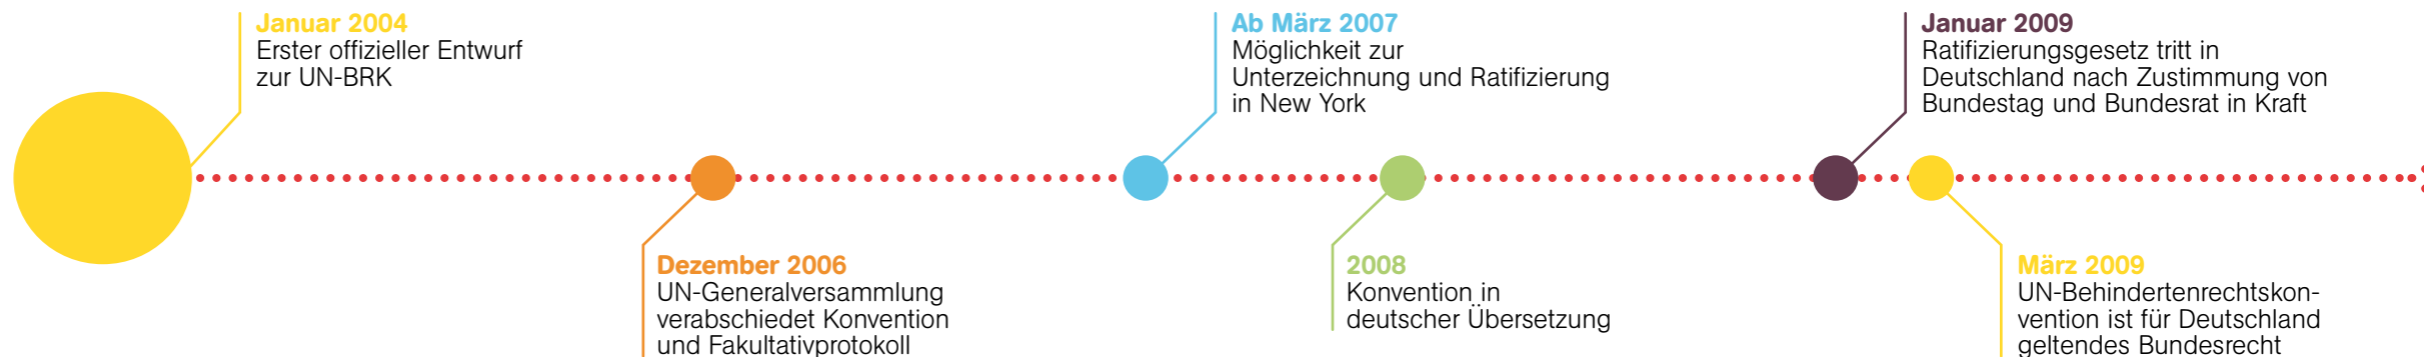 Januar 2004
Erster offizieller Entwurf
zur UN-BRK
Dezember 2006
UN-Generalversammlung
verabschiedet Konvention
und Fakultativprotokoll
Ab März 2007
Möglichkeit zur
Unterzeichnung und Ratifizierung
in New York
2008
Konvention in
deutscher Übersetzung
Januar 2009
Ratifizierungsgesetz tritt in
Deutschland nach Zustimmung von
Bundestag und Bundesrat in Kraft
März 2009
UN-Behindertenrechtskon-
vention ist für Deutschland
geltendes Bundesrecht